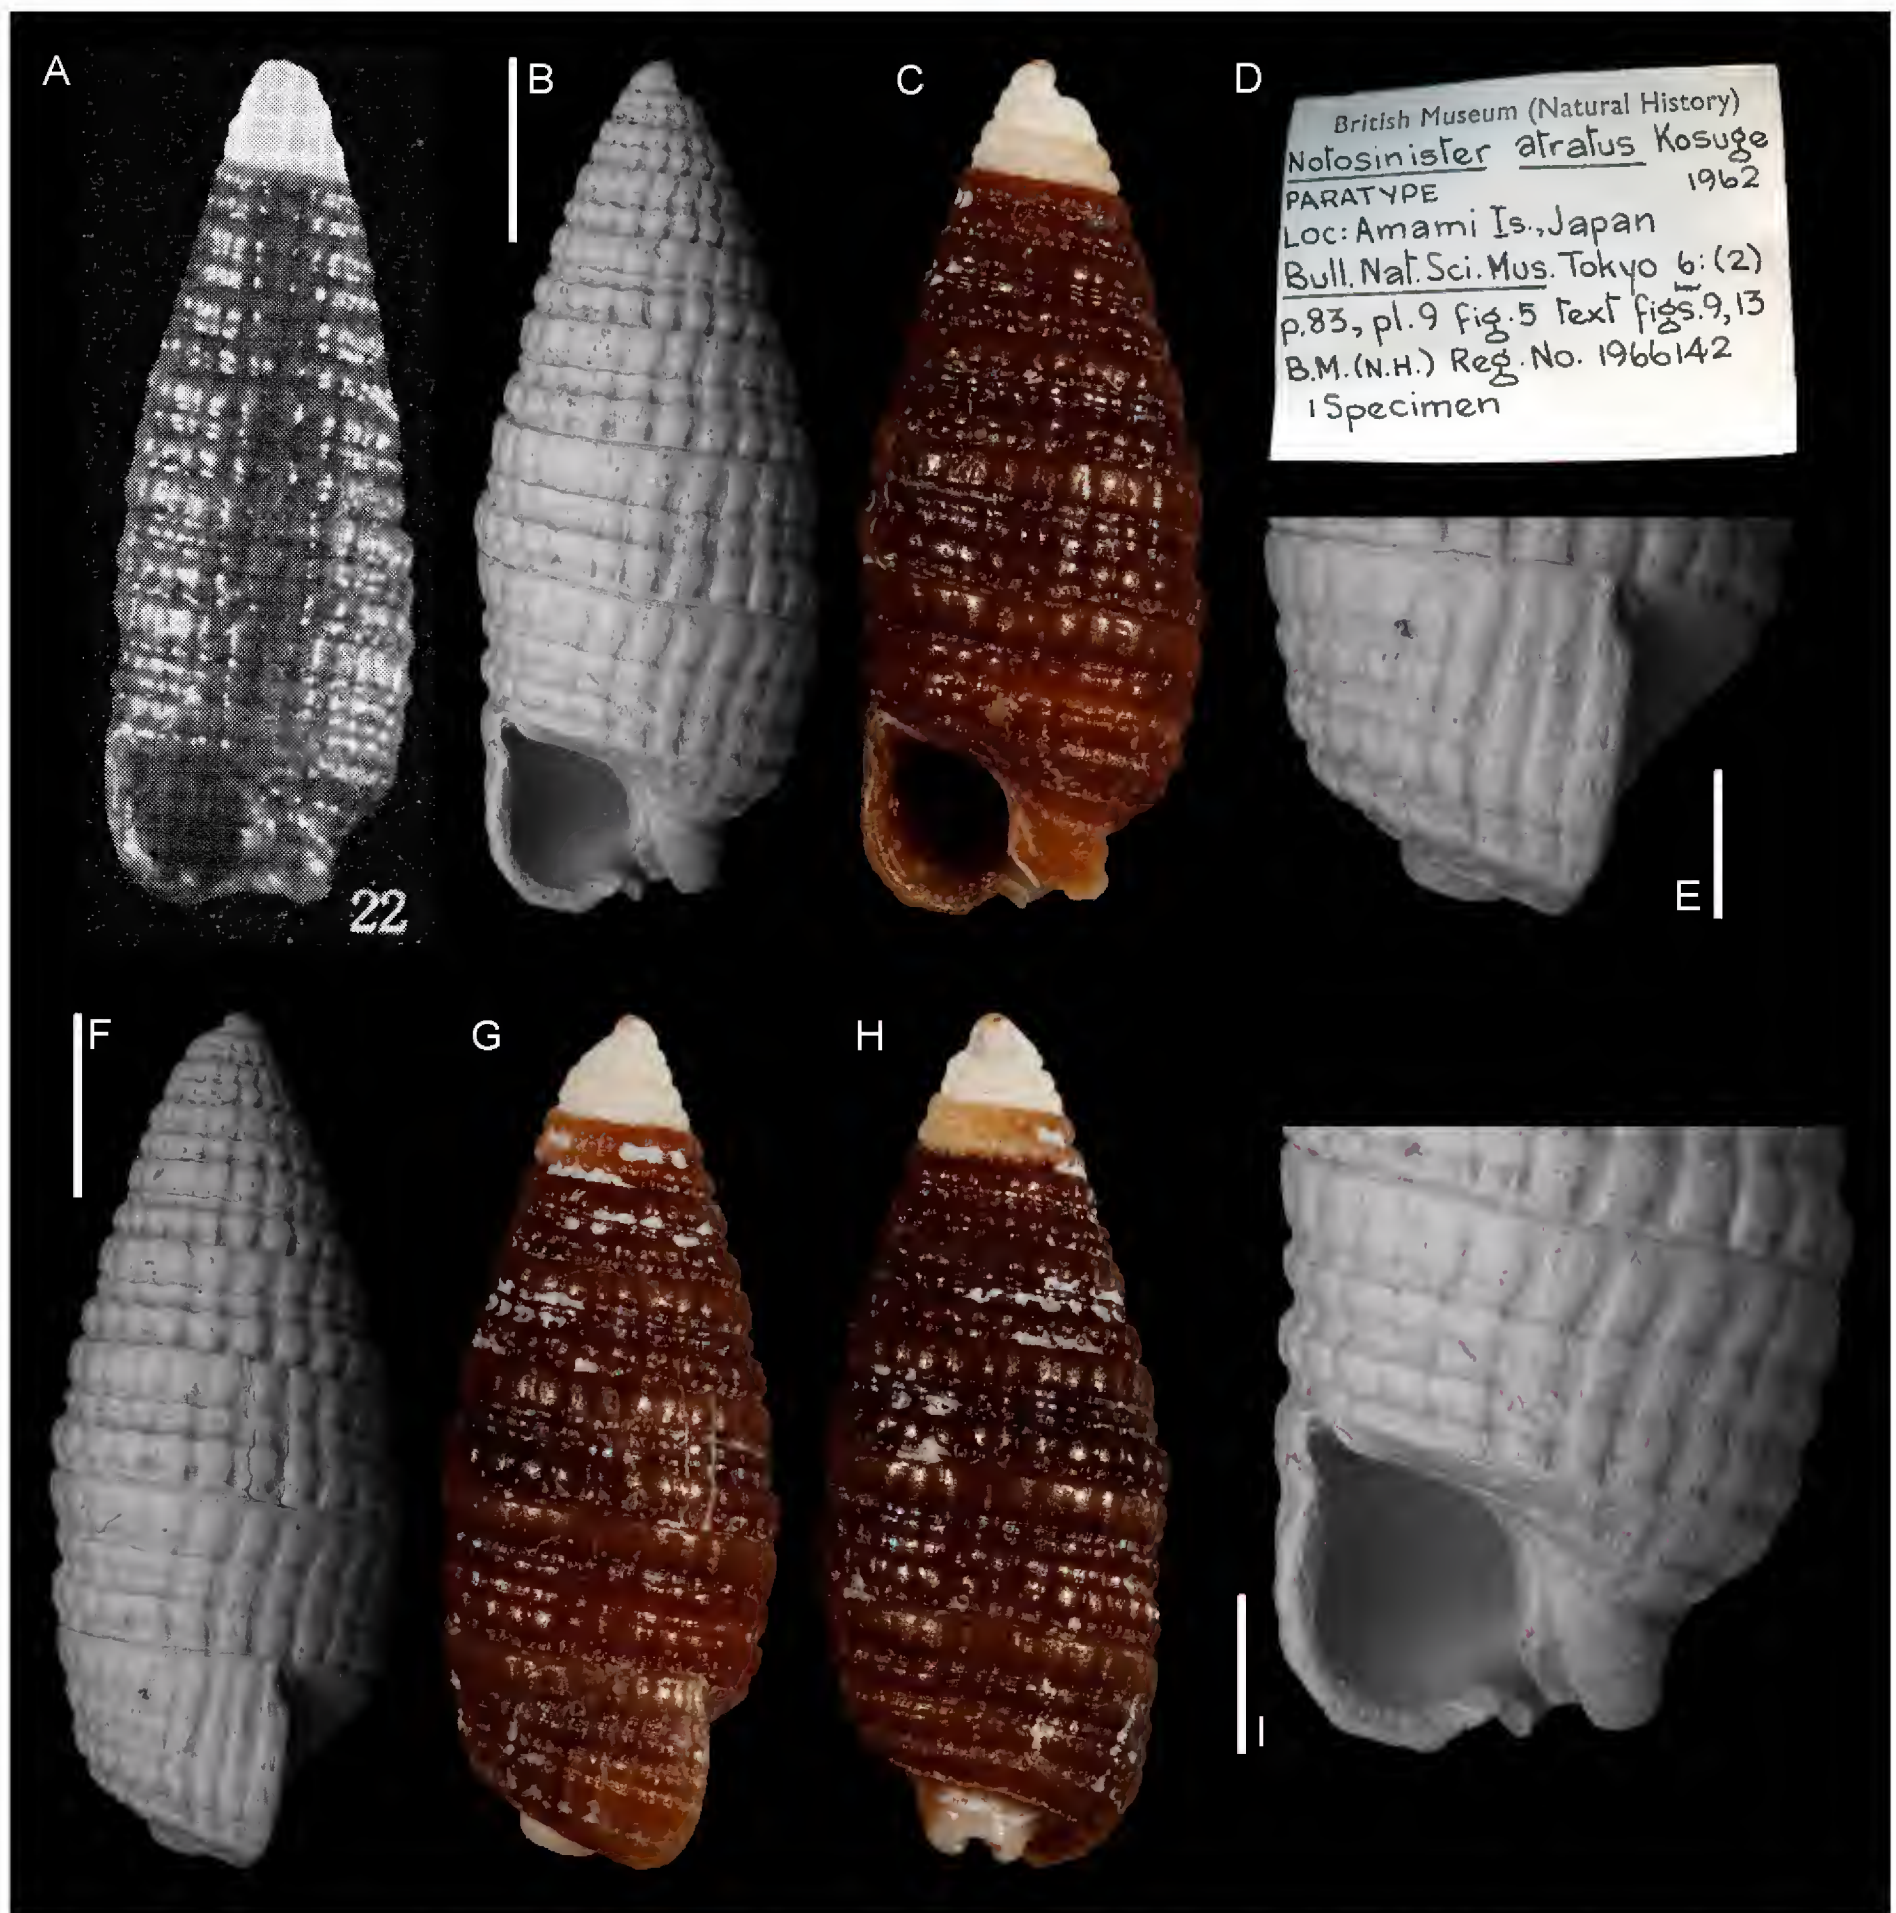 A
B
C
D
British Museum (Natural History)
Notosinister atratus Kosuge
1962
PARATYPE
Loc: Amami Is., Japan
Bull. Nat. Sci. Mus. Tokyo 6: (2)
p.83, pl.9 fig.5 text figs.9,13
B.M.(N.H.) Reg. No. 1966142
1 Specimen
22
E
F
G
H
I